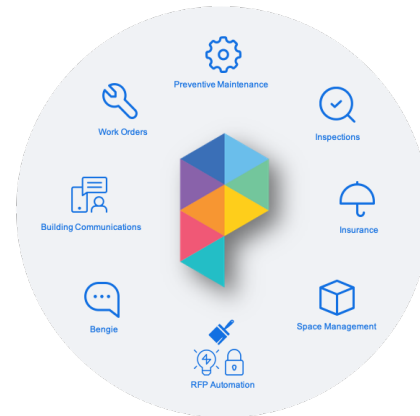 Preventive Maintenance
Work Orders
Inspections
Building Communications
Insurance
Bengie
Space Management
RFP Automation